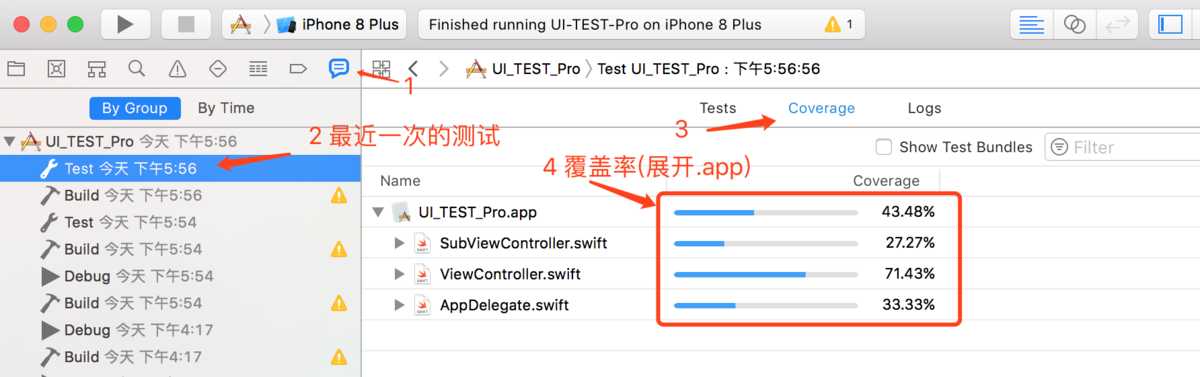 iPhone 8 Plus
Finished running UI-TEST-Pro on iPhone 8 Plus
1
UI_TEST_Pro
Test UI_TEST_Pro : 下午5:56:56
1
By Group
By Time
Tests
Coverage
Logs
3
UI_TEST_Pro 今天 下午5:56
2 最近一次的测试
Show Test Bundles
Filter
Test 今天 下午5:56
4 覆盖率(展开.app)
Name
Coverage
Build 今天 下午5:56
UI_TEST_Pro.app
43.48%
Test 今天 下午5:54
SubViewController.swift
27.27%
Build 今天 下午5:54
ViewController.swift
71.43%
Debug 今天 下午5:54
AppDelegate.swift
33.33%
Build 今天 下午5:54
Debug 今天 下午4:17
Build 今天 下午4:17